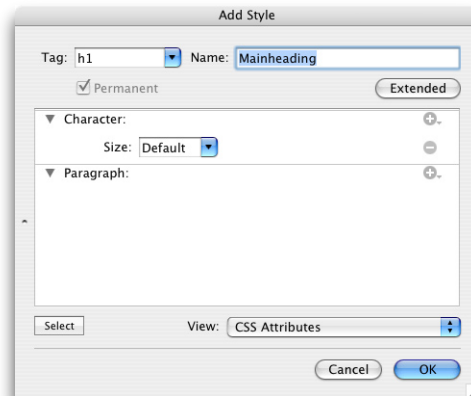 Add Style
Tag: h1 Name: Mainheading
Permanent Extended
Character:
Size: Default
Paragraph:
Select View: CSS Attributes
Cancel OK